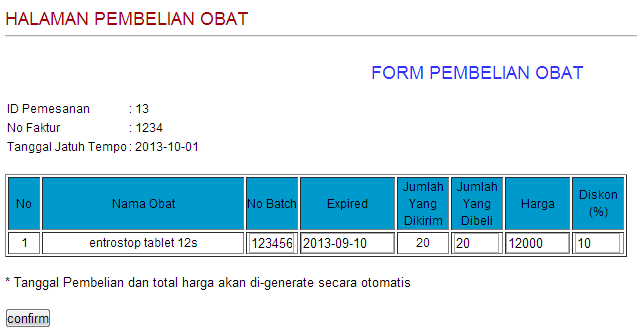 HALAMAN PEMBELIAN OBAT
FORM PEMBELIAN OBAT
ID Pemesanan : 13
No Faktur : 1234
Tanggal Jatuh Tempo : 2013-10-01
No Nama Obat No Batch Expired Jumlah Yang Dikirim Jumlah Yang Dibeli Harga Diskon (%)
1 entrostop tablet 12s 123456 2013-09-10 20 20 12000 10
* Tanggal Pembelian dan total harga akan di-generate secara otomatis
confirm